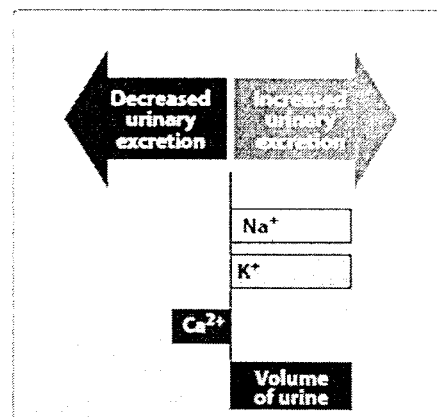 Decreased
urinary
excretion
Increased
urinary
excretion
Na⁺
K⁺
Ca²⁺
Volume
of urine